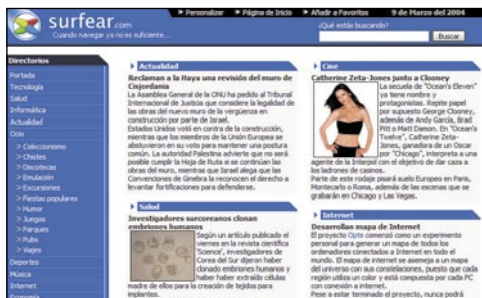 Personalizar Página de Inicio Añadir a Favoritos 9 de Marzo del 2004
surfear.com
Cuando navegar ya no es suficiente...
¿Qué estás buscando?
Buscar
Directorios
Portada
Tecnología
Salud
Informática
Actualidad
Ocio
> Coleccionismo
> Chistes
> Discotecas
> Emulación
> Excursiones
> Fiestas populares
> Humor
> Juegos
> Parques
> Pubs
> Viajes
Deportes
Música
Internet
Economía
Actualidad
Reclaman a la Haya una revisión del muro de
Cisjordania
La Asamblea General de la ONU ha pedido al Tribunal
Internacional de Justicia que considere la legalidad de
las obras del nuevo muro de la vergüenza en
construcción por parte de Israel.
Estados Unidos votó en contra de la construcción,
mientras que los miembros de la Unión Europea se
abstuvieron en su voto para mantener una postura
común. La autoridad Palestina advierte que no será
posible cumplir la Hoja de Ruta si se continúan las
obras del muro, mientras que Israel alega que las
Convenciones de Ginebra la reconocen el derecho a
levantar fortificaciones para defenderse.
Salud
Investigadores surcoreanos clonan
embriones humanos
Según un artículo publicado el
viernes en la revista científica
'Science', investigadores de
Corea del Sur dijeron haber
clonado embriones humanos y
haber haber extraído células
madre de ellos para la creación de tejidos para
implantes.
Cine
Catherine Zeta-Jones junto a Clooney
La secuela de "Ocean's Eleven"
ya tiene nombre y
protagonistas. Repite papel
por supuesto George Clooney,
además de Andy García, Brad
Pitt o Matt Damon. En "Ocean's
Twelve", Catherine Zeta-
Jones, ganadora de un Oscar
por "Chicago", interpreta a una
agente de la Interpol con el objetivo de dar caza a
los ladrones de casinos.
Parte de este rodaje pisará suelo Europeo en París,
Montecarlo o Roma, además de las escenas que se
grabarán en Chicago y Las Vegas.
Internet
Desarrollan mapa de Internet
El proyecto Opte comenzó como un experimento
personal para generar un mapa de todos los
ordenadores conectados a Internet en todo el
mundo. El mapa de internet se asemeja a un mapa
del universo con sus constelaciones, puesto que cada
región utiliza un color y está compuesta por cada PC
con conexión a internet.
Pese a estar terminado el proyecto, nunca podrá